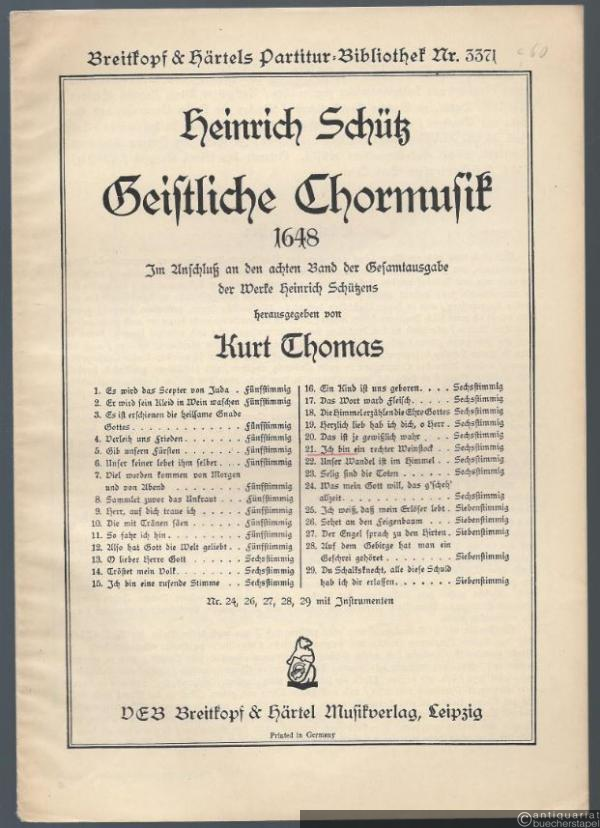 Breitkopf & Härtels Partitur-Bibliothek Nr. 3371
Heinrich Schütz
Geistliche Chormusik
1648
Im Anschluß an den achten Band der Gesamtausgabe
der Werke Heinrich Schützens
herausgegeben von
Kurt Thomas
1. Es wird das Scepter von Juda . Fünfstimmig
2. Er wird sein Kleid in Wein waschen Fünfstimmig
3. Es ist erschienen die heilsame Gnade
Gottes . . . . . . . . . . . Fünfstimmig
4. Verleih uns Frieden . . . . . . . Fünfstimmig
5. Gib unsern Fürsten . . . . . . . Fünfstimmig
6. Unser keiner lebet ihm selber . . Fünfstimmig
7. Viel werden kommen von Morgen
und von Abend . . . . . . . . Fünfstimmig
8. Sammlet zuvor das Unkraut . . . Fünfstimmig
9. Herr, auf dich traue ich . . . . . Fünfstimmig
10. Die mit Tränen säen . . . . . . Fünfstimmig
11. So fahr ich hin . . . . . . . . . Fünfstimmig
12. Also hat Gott die Welt geliebt . . Fünfstimmig
13. O lieber Herre Gott . . . . . . Sechsstimmig
14. Tröstet mein Volk . . . . . . . Sechsstimmig
15. Ich bin eine rufende Stimme . . Sechsstimmig
16. Ein Kind ist uns geboren . . . . Sechsstimmig
17. Das Wort ward Fleisch . . . . . Sechsstimmig
18. Die Himmel erzählen die Ehre Gottes Sechsstimmig
19. Herzlich lieb hab ich dich, o Herr . Sechsstimmig
20. Das ist je gewißlich wahr . . . Sechsstimmig
21. Ich bin ein rechter Weinstock . . Sechsstimmig
22. Unser Wandel ist im Himmel . . Sechsstimmig
23. Selig sind die Toten . . . . . . Sechsstimmig
24. Was mein Gott will, das g'scheh'
allzeit . . . . . . . . . . . Sechsstimmig
25. Ich weiß, daß mein Erlöser lebt . Siebenstimmig
26. Sehet an den Feigenbaum . . . Siebenstimmig
27. Der Engel sprach zu den Hirten . Siebenstimmig
28. Auf dem Gebirge hat man ein
Geschrei gehöret . . . . . . . Siebenstimmig
29. Du Schalksknecht, alle diese Schuld
hab ich dir erlassen . . . . . . Siebenstimmig
Nr. 24, 26, 27, 28, 29 mit Instrumenten
VEB Breitkopf & Härtel Musikverlag, Leipzig
Printed in Germany
antiquariat
buecherstapel